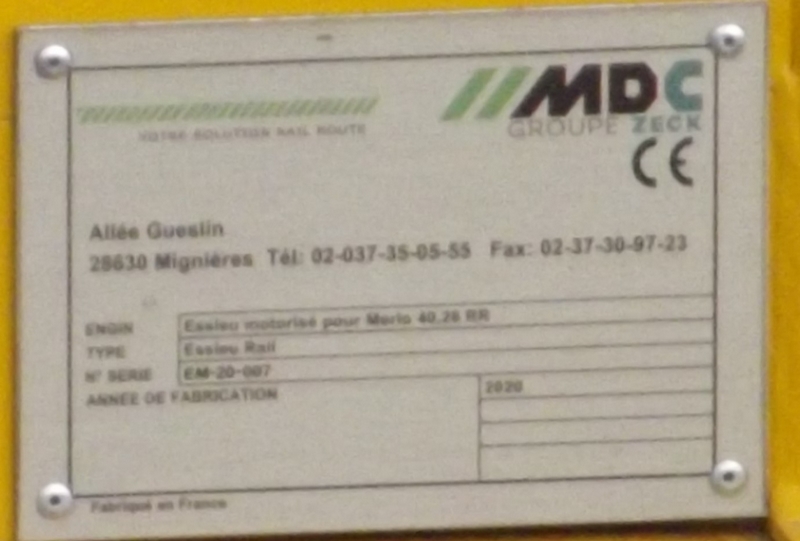 MDC
GROUPE ZECK
VOTRE SOLUTION RAIL ROUTE
CE
Allée Gueslin
28630 Mignières Tél: 02-037-35-05-55 Fax: 02-37-30-97-23
ENGIN Essieu motorisé pour Merlo 40.26 RR
TYPE Essieu Rail
N° SERIE EM-20-007
ANNEE DE FABRICATION 2020
Fabriqué en France